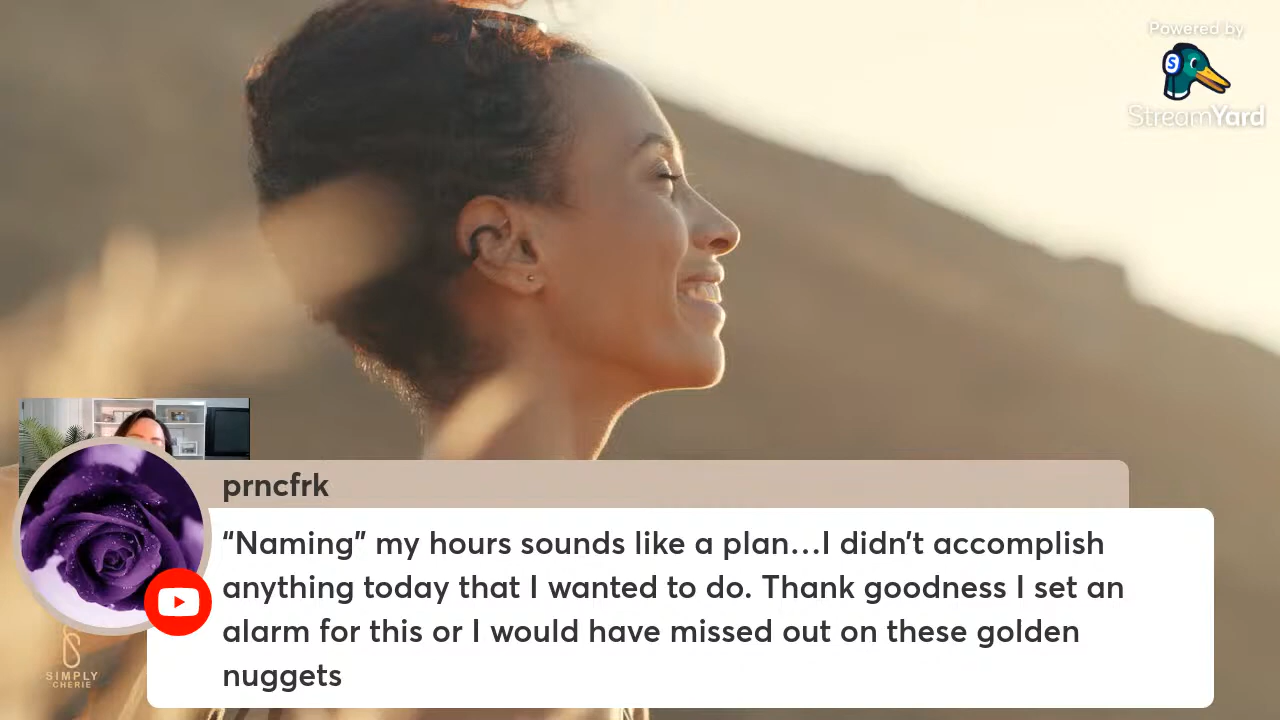 Powered by
S
StreamYard
prncfrk
“Naming” my hours sounds like a plan…I didn’t accomplish
anything today that I wanted to do. Thank goodness I set an
alarm for this or I would have missed out on these golden
nuggets
SIMPLY
CHERIE